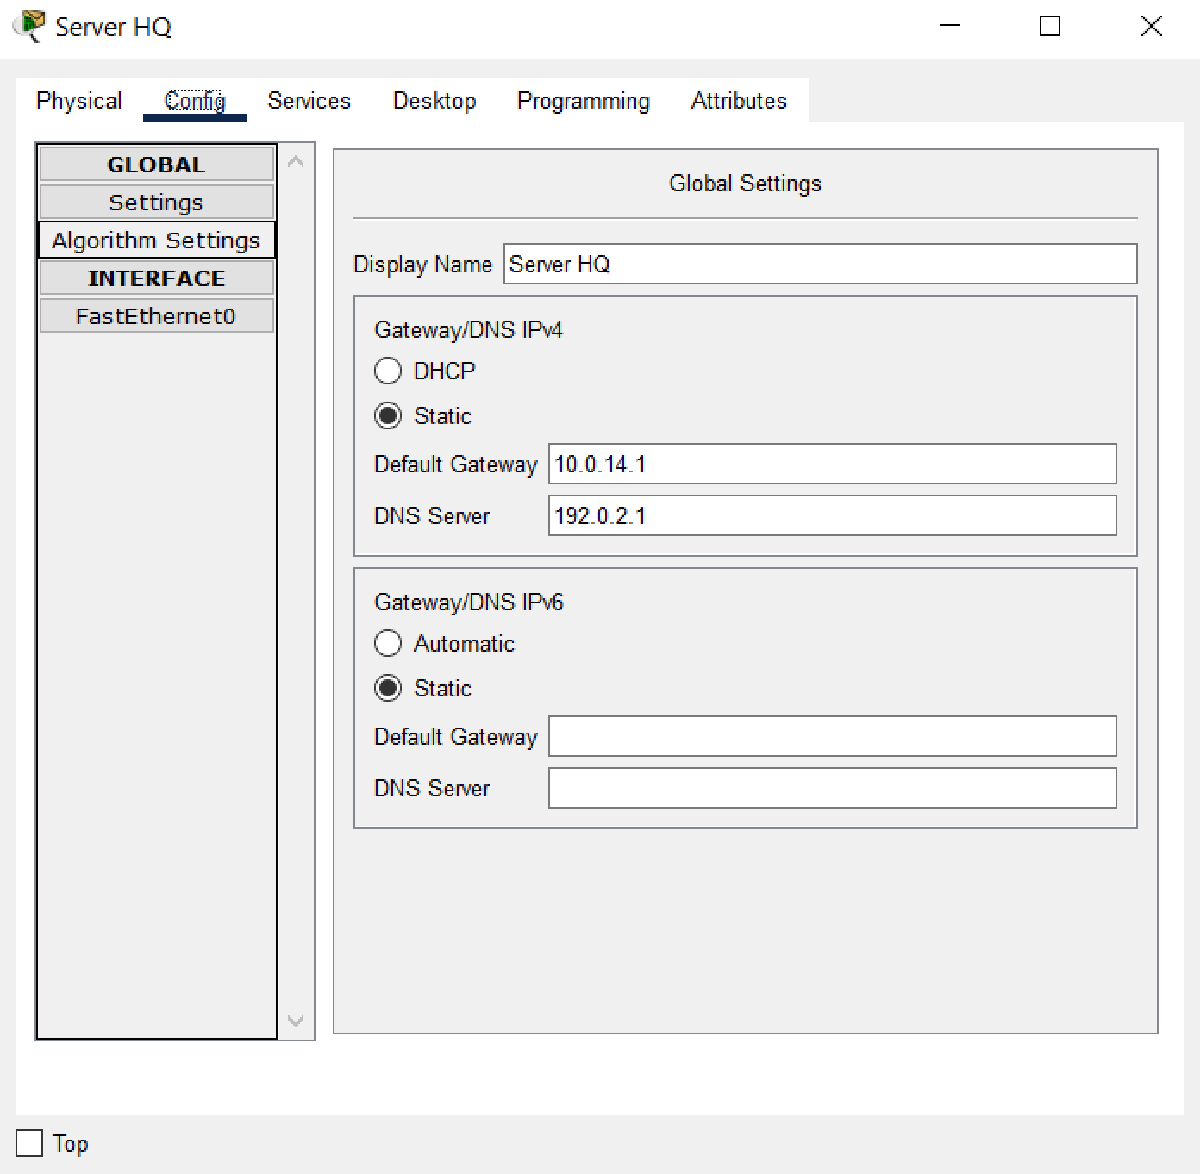 Server HQ
Physical Config Services Desktop Programming Attributes
GLOBAL
Settings
Algorithm Settings
INTERFACE
FastEthernet0
Global Settings
Display Name Server HQ
Gateway/DNS IPv4
DHCP
Static
Default Gateway 10.0.14.1
DNS Server 192.0.2.1
Gateway/DNS IPv6
Automatic
Static
Default Gateway
DNS Server
Top